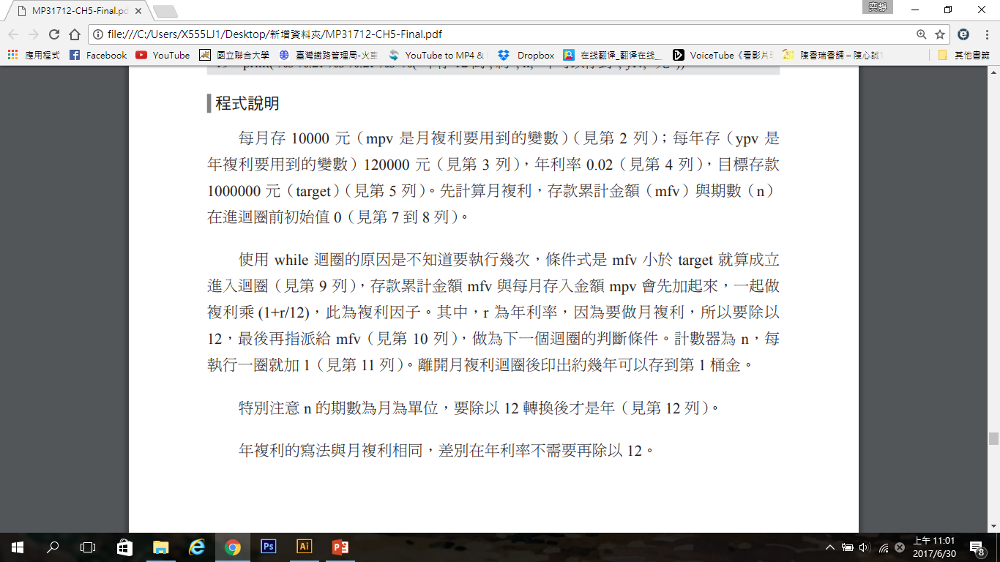 MP31712-CH5-Final.pd
奕靜
file:///C:/Users/X555LJ1/Desktop/新增資料夾/MP31712-CH5-Final.pdf
應用程式 Facebook YouTube 國立聯合大學 臺灣鐵路管理局-火車 YouTube to MP4 & Dropbox 在线翻译_翻译在线_ VoiceTube《看影片 陳香瑞香鋪 – 陳心誠 其他書籤
程式說明
每月存 10000 元（mpv 是月複利要用到的變數）（見第 2 列）；每年存（ypv 是
年複利要用到的變數）120000 元（見第 3 列），年利率 0.02（見第 4 列），目標存款
1000000 元（target）（見第 5 列）。先計算月複利，存款累計金額（mfv）與期數（n）
在進迴圈前初始值 0（見第 7 到 8 列）。
使用 while 迴圈的原因是不知道要執行幾次，條件式是 mfv 小於 target 就算成立
進入迴圈（見第 9 列），存款累計金額 mfv 與每月存入金額 mpv 會先加起來，一起做
複利乘 (1+r/12)，此為複利因子。其中，r 為年利率，因為要做月複利，所以要除以
12，最後再指派給 mfv（見第 10 列），做為下一個迴圈的判斷條件。計數器為 n，每
執行一圈就加 1（見第 11 列）。離開月複利迴圈後印出約幾年可以存到第 1 桶金。
特別注意 n 的期數為月為單位，要除以 12 轉換後才是年（見第 12 列）。
年複利的寫法與月複利相同，差別在年利率不需要再除以 12。
Ps Ai P
上午 11:01
2017/6/30
8